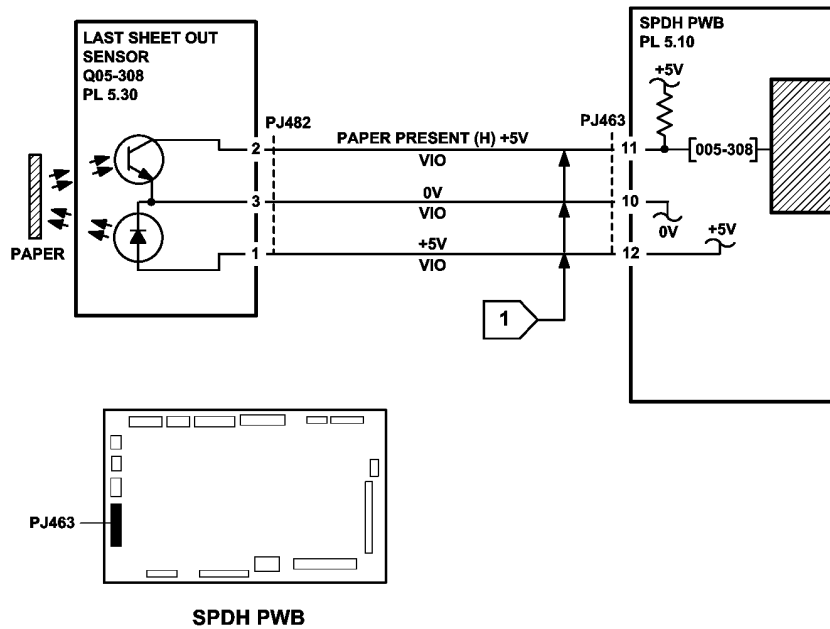 LAST SHEET OUT
SENSOR
Q05-308
PL 5.30
PAPER
PJ482
2
3
1
PAPER PRESENT (H) +5V
VIO
0V
VIO
+5V
VIO
1
PJ463
11
10
12
SPDH PWB
PL 5.10
+5V
005-308
0V
+5V
PJ463
SPDH PWB